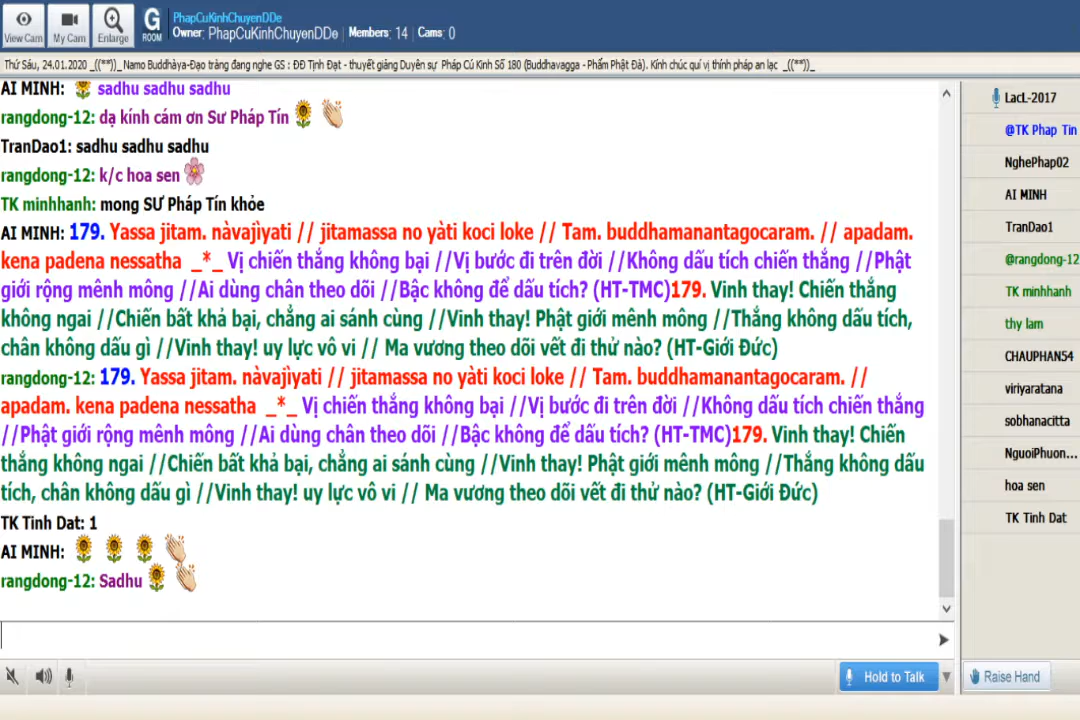 View Cam My Cam Enlarge G ROOM
PhapCuKinhChuyenDDe
Owner: PhapCuKinhChuyenDDe | Members: 14 | Cams: 0
Thứ Sáu, 24.01.2020 _((**))_ Namo Buddhàya-Đạo tràng đang nghe GS : ĐĐ Tịnh Đạt - thuyết giảng Duyên sự Pháp Cú Kinh Số 180 (Buddhavagga - Phẩm Phật Đà). Kính chúc quí vị thính pháp an lạc _((**))_
AI MINH: sadhu sadhu sadhu
rangdong-12: dạ kính cám ơn Sư Pháp Tín
TranDao1: sadhu sadhu sadhu
rangdong-12: k/c hoa sen
TK minhhanh: mong SƯ Pháp Tín khỏe
AI MINH: 179. Yassa jitam. nàvajìyati // jitamassa no yàti koci loke // Tam. buddhamanantagocaram. // apadam.
kena padena nessatha _*_ Vị chiến thắng không bại //Vị bước đi trên đời //Không dấu tích chiến thắng //Phật
giới rộng mênh mông //Ai dùng chân theo dõi //Bậc không để dấu tích? (HT-TMC)179. Vinh thay! Chiến thắng
không ngai //Chiến bất khả bại, chẳng ai sánh cùng //Vinh thay! Phật giới mênh mông //Thắng không dấu tích,
chân không dấu gì //Vinh thay! uy lực vô vi // Ma vương theo dõi vết đi thử nào? (HT-Giới Đức)
rangdong-12: 179. Yassa jitam. nàvajìyati // jitamassa no yàti koci loke // Tam. buddhamanantagocaram. //
apadam. kena padena nessatha _*_ Vị chiến thắng không bại //Vị bước đi trên đời //Không dấu tích chiến thắng
//Phật giới rộng mênh mông //Ai dùng chân theo dõi //Bậc không để dấu tích? (HT-TMC)179. Vinh thay! Chiến
thắng không ngai //Chiến bất khả bại, chẳng ai sánh cùng //Vinh thay! Phật giới mênh mông //Thắng không dấu
tích, chân không dấu gì //Vinh thay! uy lực vô vi // Ma vương theo dõi vết đi thử nào? (HT-Giới Đức)
TK Tinh Dat: 1
AI MINH:
rangdong-12: Sadhu
Hold to Talk
LacL-2017
@TK Phap Tin
NghePhap02
AI MINH
TranDao1
@rangdong-12
TK minhhanh
thy lam
CHAUPHAN54
viriyaratana
sobhanacitta
NguoiPhuon...
hoa sen
TK Tinh Dat
Raise Hand